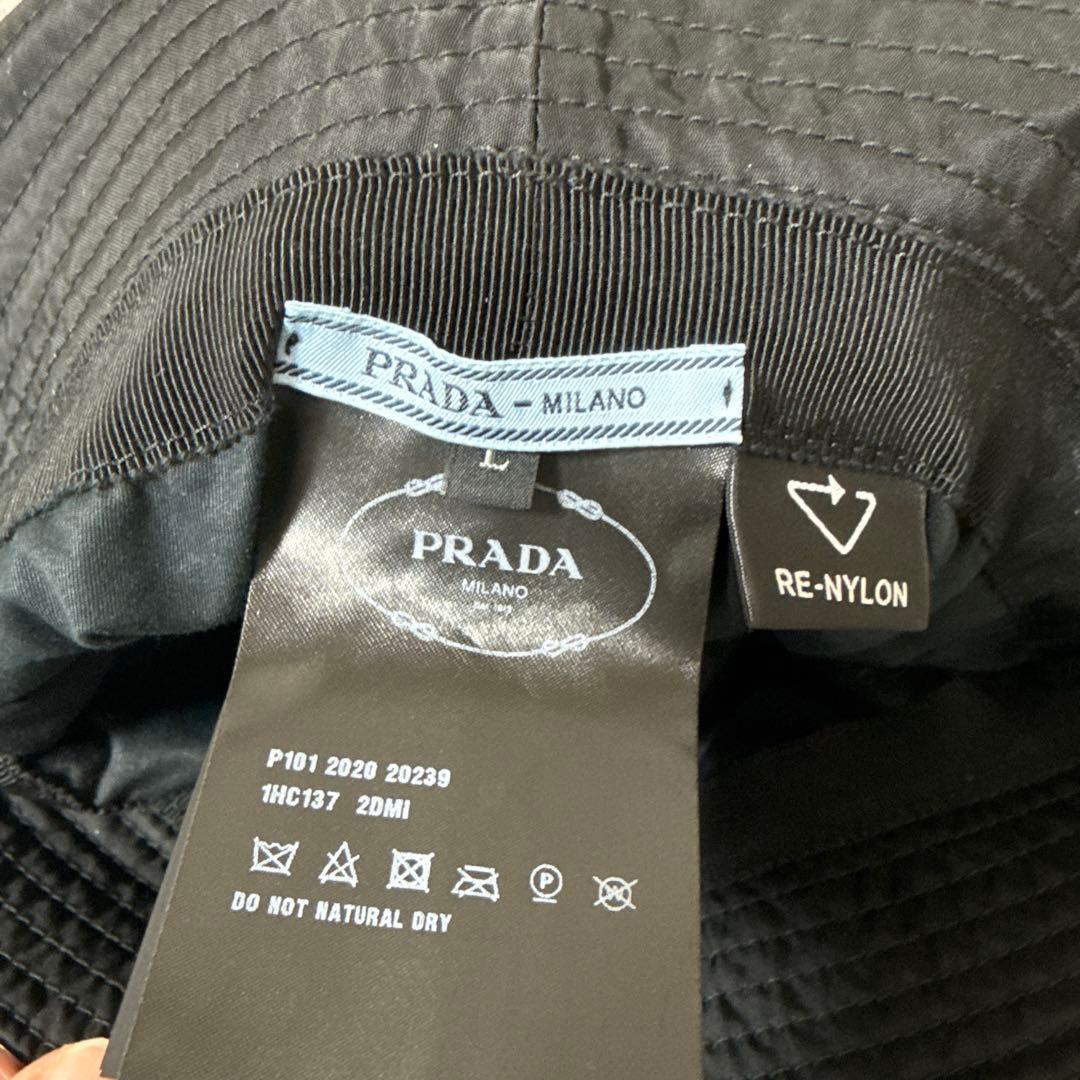 PRADA – MILANO
L
PRADA
MILANO
RE-NYLON
P101 2020 20239
1HC137 2DMI
P
W
DO NOT NATURAL DRY